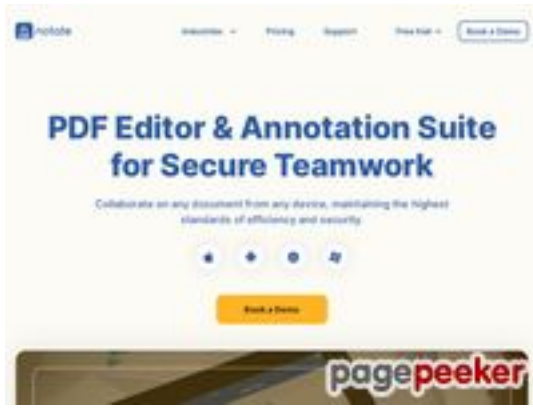 notate
Industries Pricing Support Free trial Book a Demo
PDF Editor & Annotation Suite
for Secure Teamwork
Collaborate on any document from any device, maintaining the highest
standards of efficiency and security
Book a Demo
pagepeeker